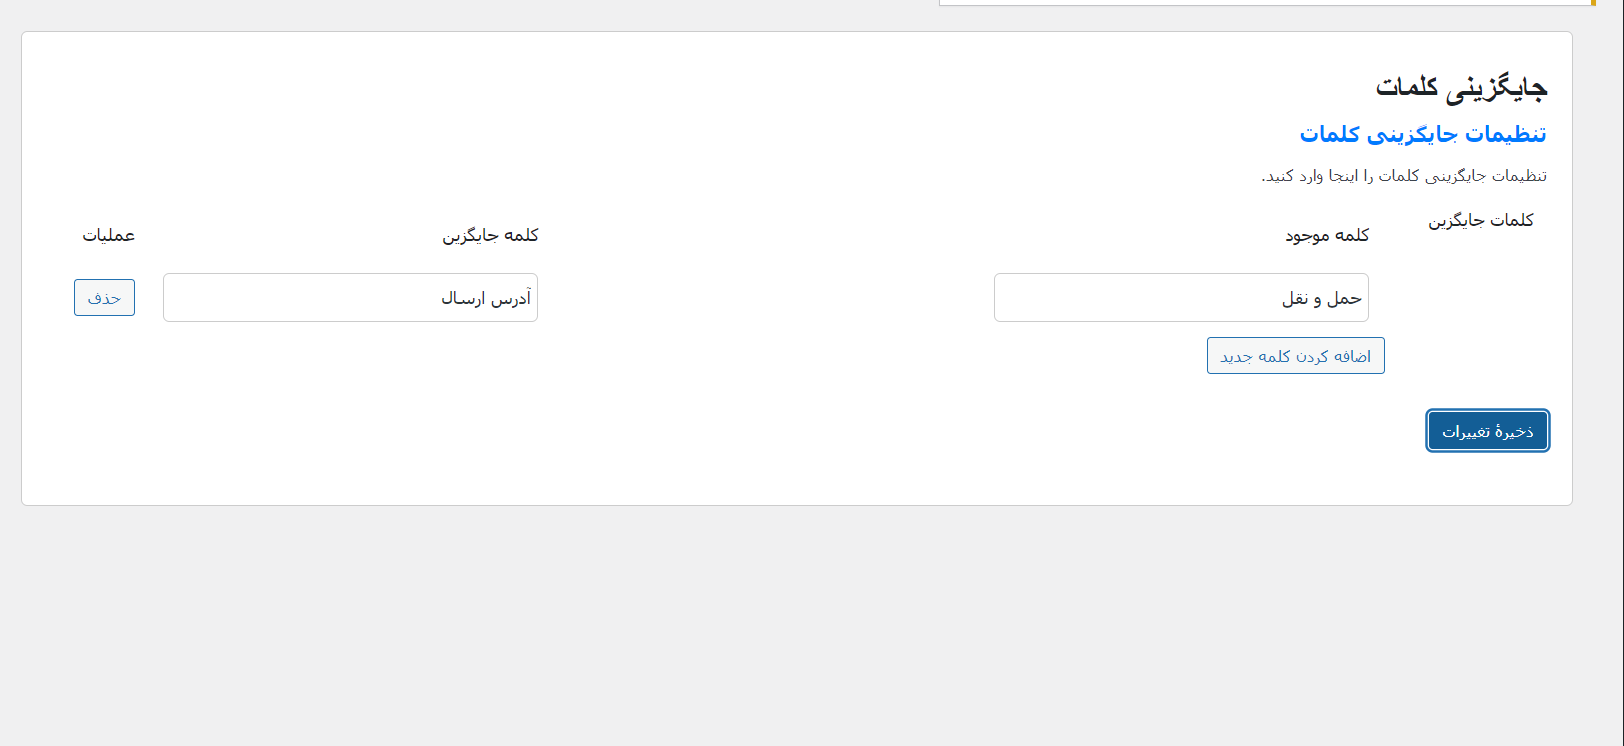 جایگزینی کلمات
تنظیمات جایگزینی کلمات
تنظیمات جایگزینی کلمات را اینجا وارد کنید.
کلمات جایگزین
کلمه موجود
کلمه جایگزین
عملیات
حمل و نقل
آدرس ارسال
حذف
اضافه کردن کلمه جدید
ذخیرهٔ تغییرات